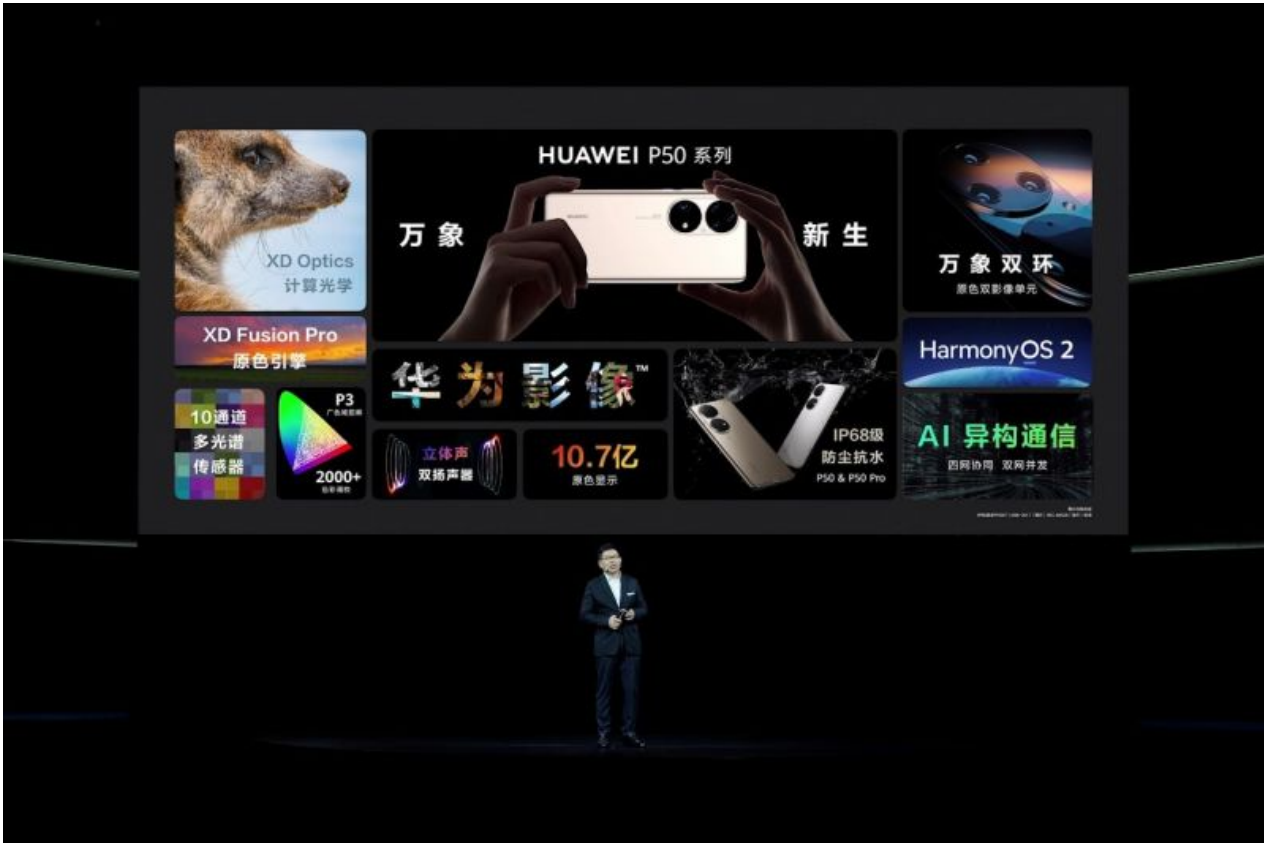 HUAWEI P50 系列
万象
新生
XD Optics
计算光学
XD Fusion Pro
原色引擎
10通道
多光谱
传感器
P3
2000+
华为影像™
立体声
双扬声器
10.7亿
原色显示
IP68级
防尘抗水
P50 & P50 Pro
万象双环
原色双影像单元
HarmonyOS 2
AI 异构通信
四网协同 双网并发
HUAWEI